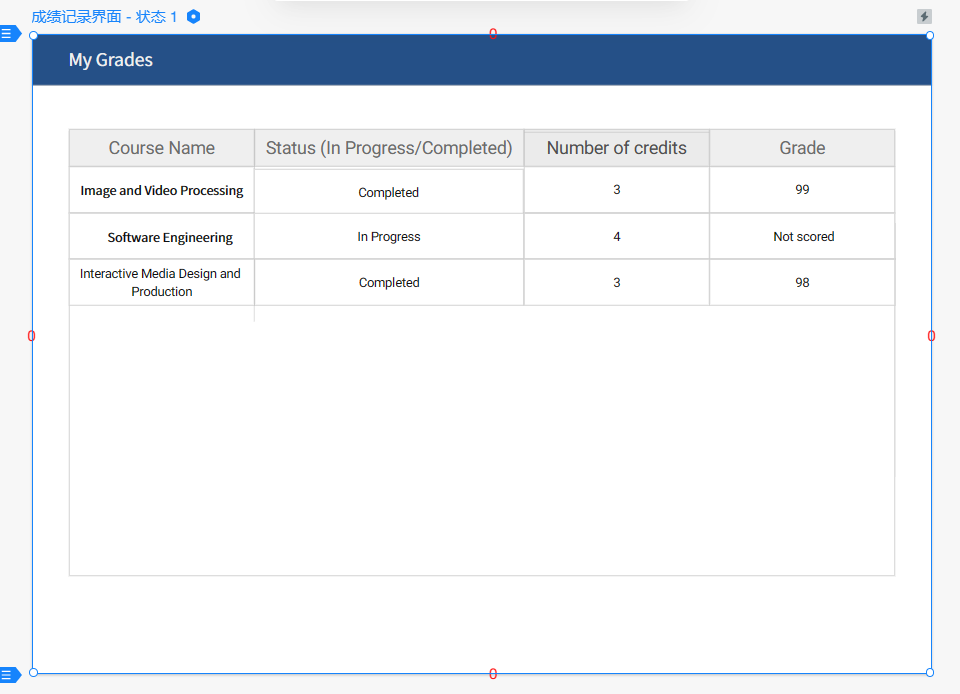 成绩记录界面 - 状态 1
0
My Grades
Course Name Status (In Progress/Completed) Number of credits Grade
Image and Video Processing Completed 3 99
Software Engineering In Progress 4 Not scored
Interactive Media Design and
Production Completed 3 98
0 0
0